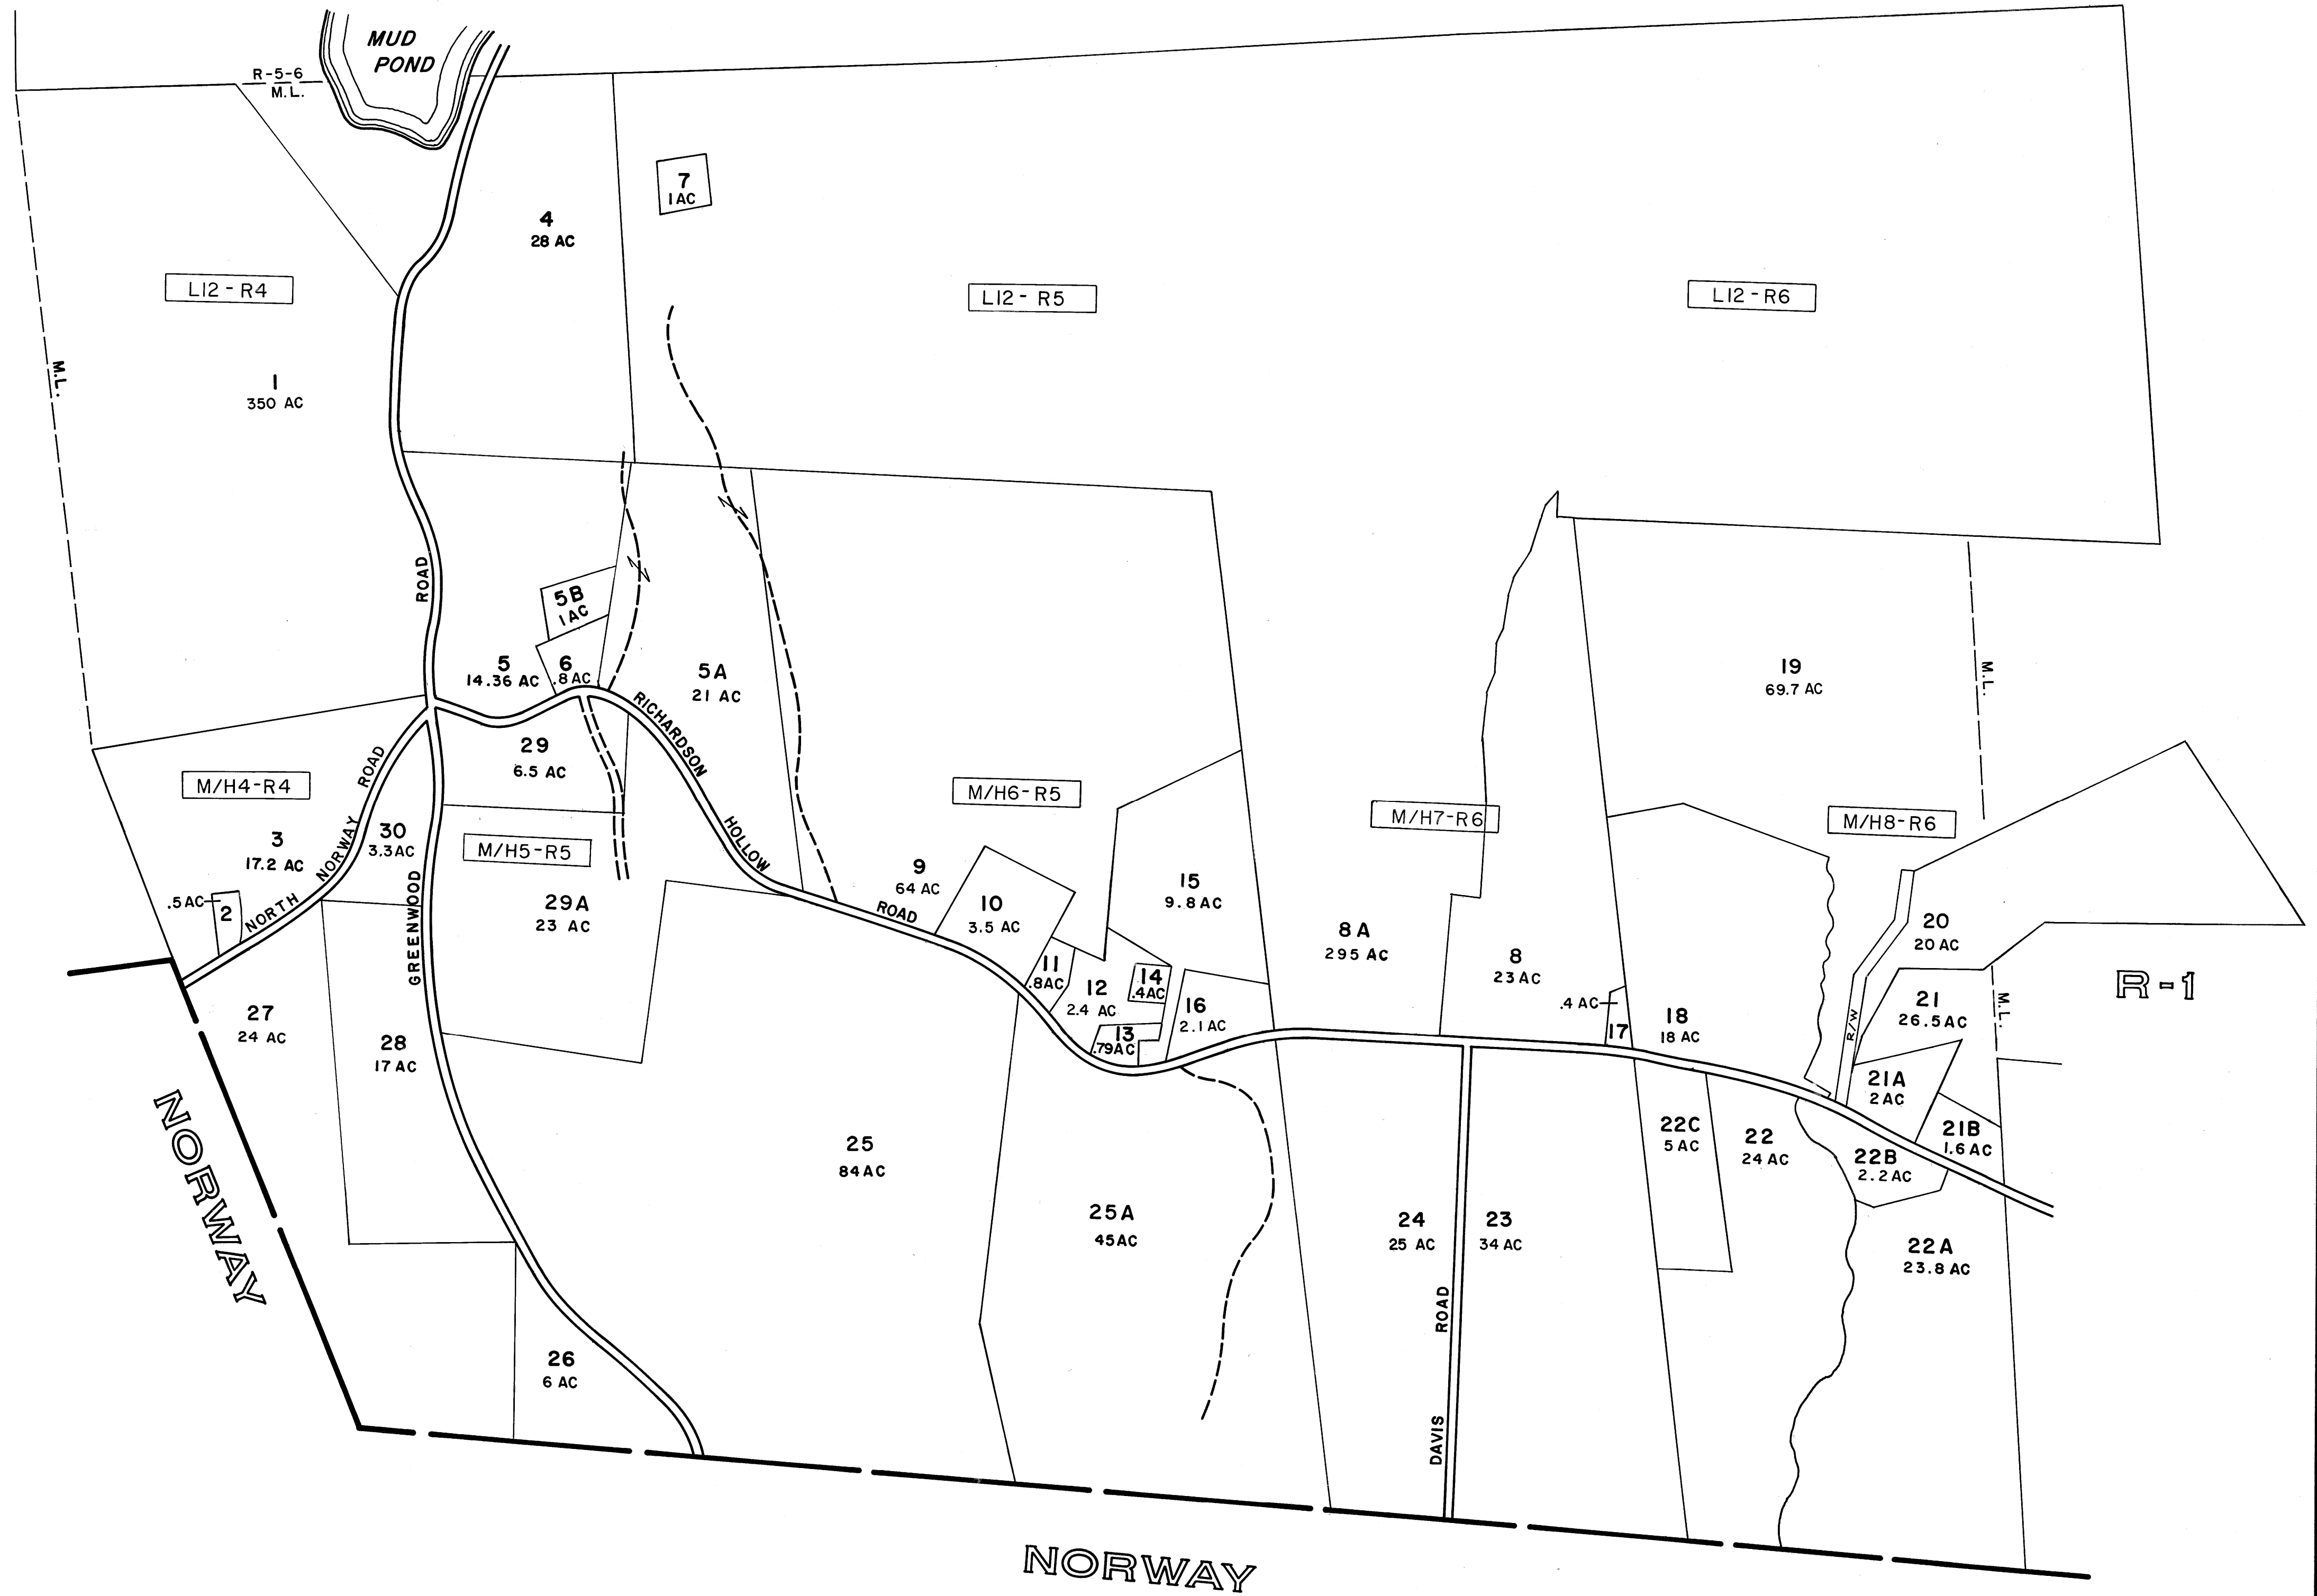 MUD
POND
R-5-6
M.L.
7
1 AC
4
28 AC
L12 - R4
L12 - R5
L12 - R6
M.L.
1
350 AC
ROAD
5B
1 AC
5
14.36 AC
6
.8 AC
5A
21 AC
19
69.7 AC
M.L.
RICHARDSON
HOLLOW
ROAD
29
6.5 AC
M/H4-R4
NORTH NORWAY ROAD
3
17.2 AC
30
3.3 AC
M/H5-R5
M/H6-R5
M/H7-R6
M/H8-R6
.5 AC
2
GREENWOOD
29A
23 AC
9
64 AC
10
3.5 AC
15
9.8 AC
8A
295 AC
8
23 AC
20
20 AC
11
.8 AC
12
2.4 AC
14
.4 AC
13
.79 AC
16
2.1 AC
.4 AC
17
18
18 AC
R/W
21
26.5 AC
M.L.
R-1
27
24 AC
28
17 AC
21A
2 AC
21B
1.6 AC
22C
5 AC
22
24 AC
22B
2.2 AC
25
84 AC
25A
45 AC
24
25 AC
23
34 AC
22A
23.8 AC
NORWAY
26
6 AC
DAVIS ROAD
NORWAY